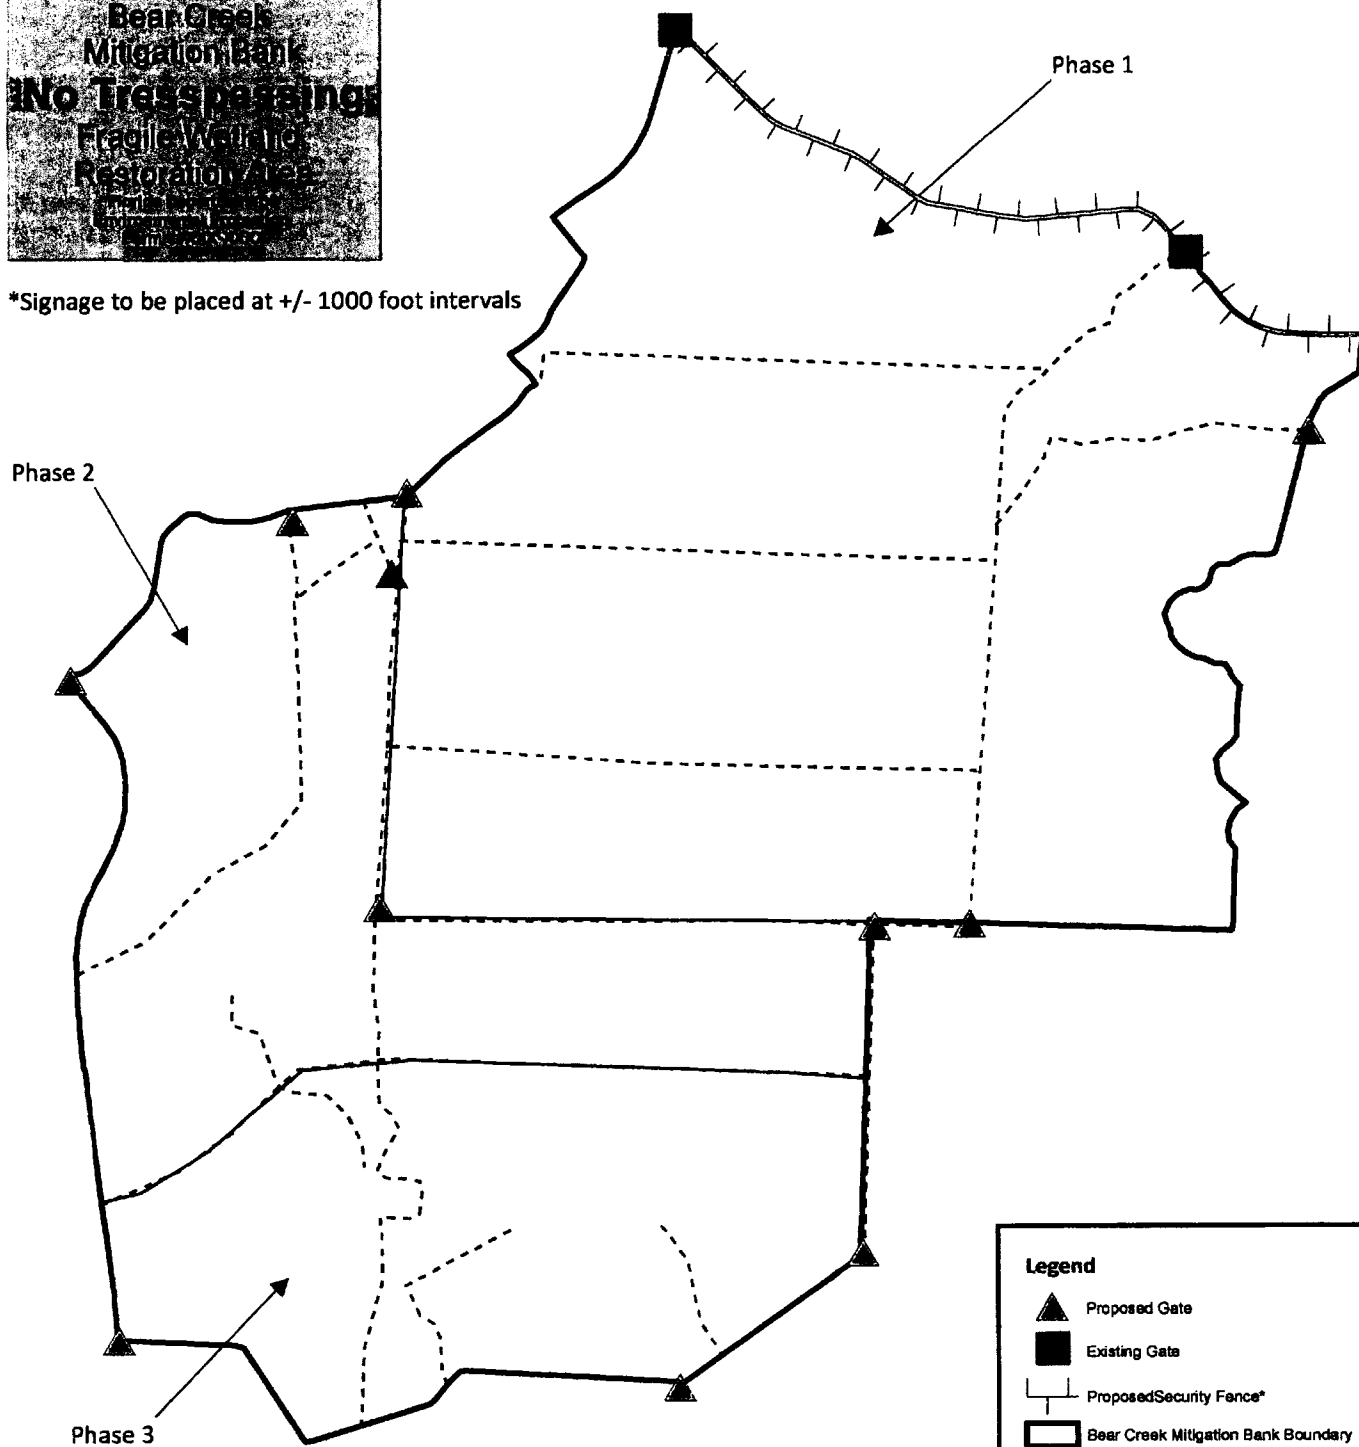 Bear Creek
Mitigation Bank
No Tresspassing
Fragile Wetland
Restoration Area
Phase 1
*Signage to be placed at +/- 1000 foot intervals
Phase 2
Phase 3
Legend
Proposed Gate
Existing Gate
ProposedSecurity Fence*
Bear Creek Mitigation Bank Boundary